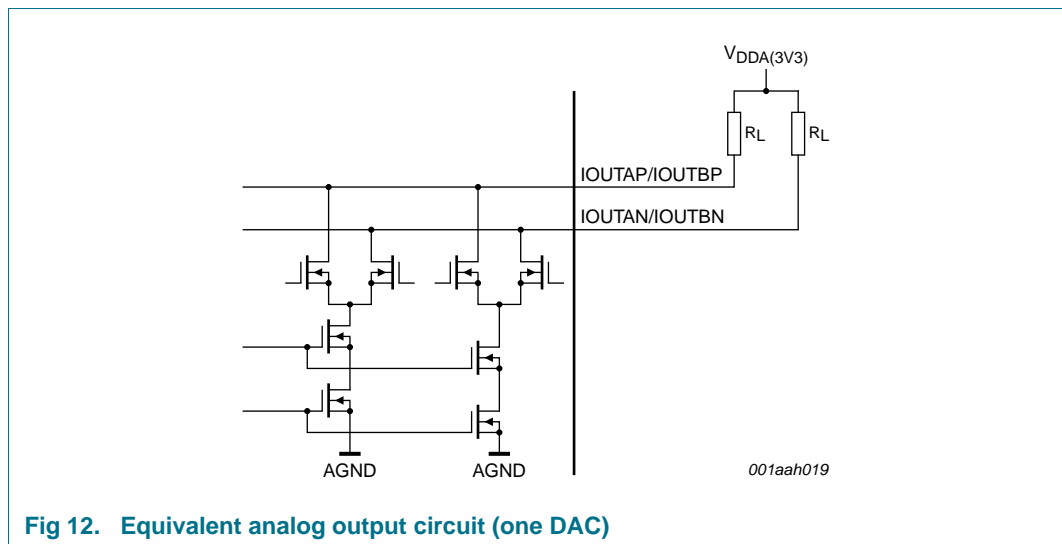 VDDA(3V3)
RL RL
IOUTAP/IOUTBP
IOUTAN/IOUTBN
AGND AGND
001aah019
Fig 12. Equivalent analog output circuit (one DAC)